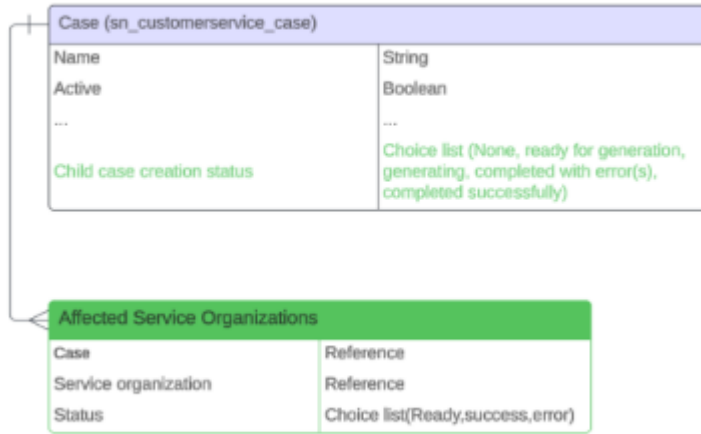 Case (sn_customerservice_case)
Name String
Active Boolean
... ...
Child case creation status Choice list (None, ready for generation,
generating, completed with error(s),
completed successfully)
Affected Service Organizations
Case Reference
Service organization Reference
Status Choice list(Ready,success,error)